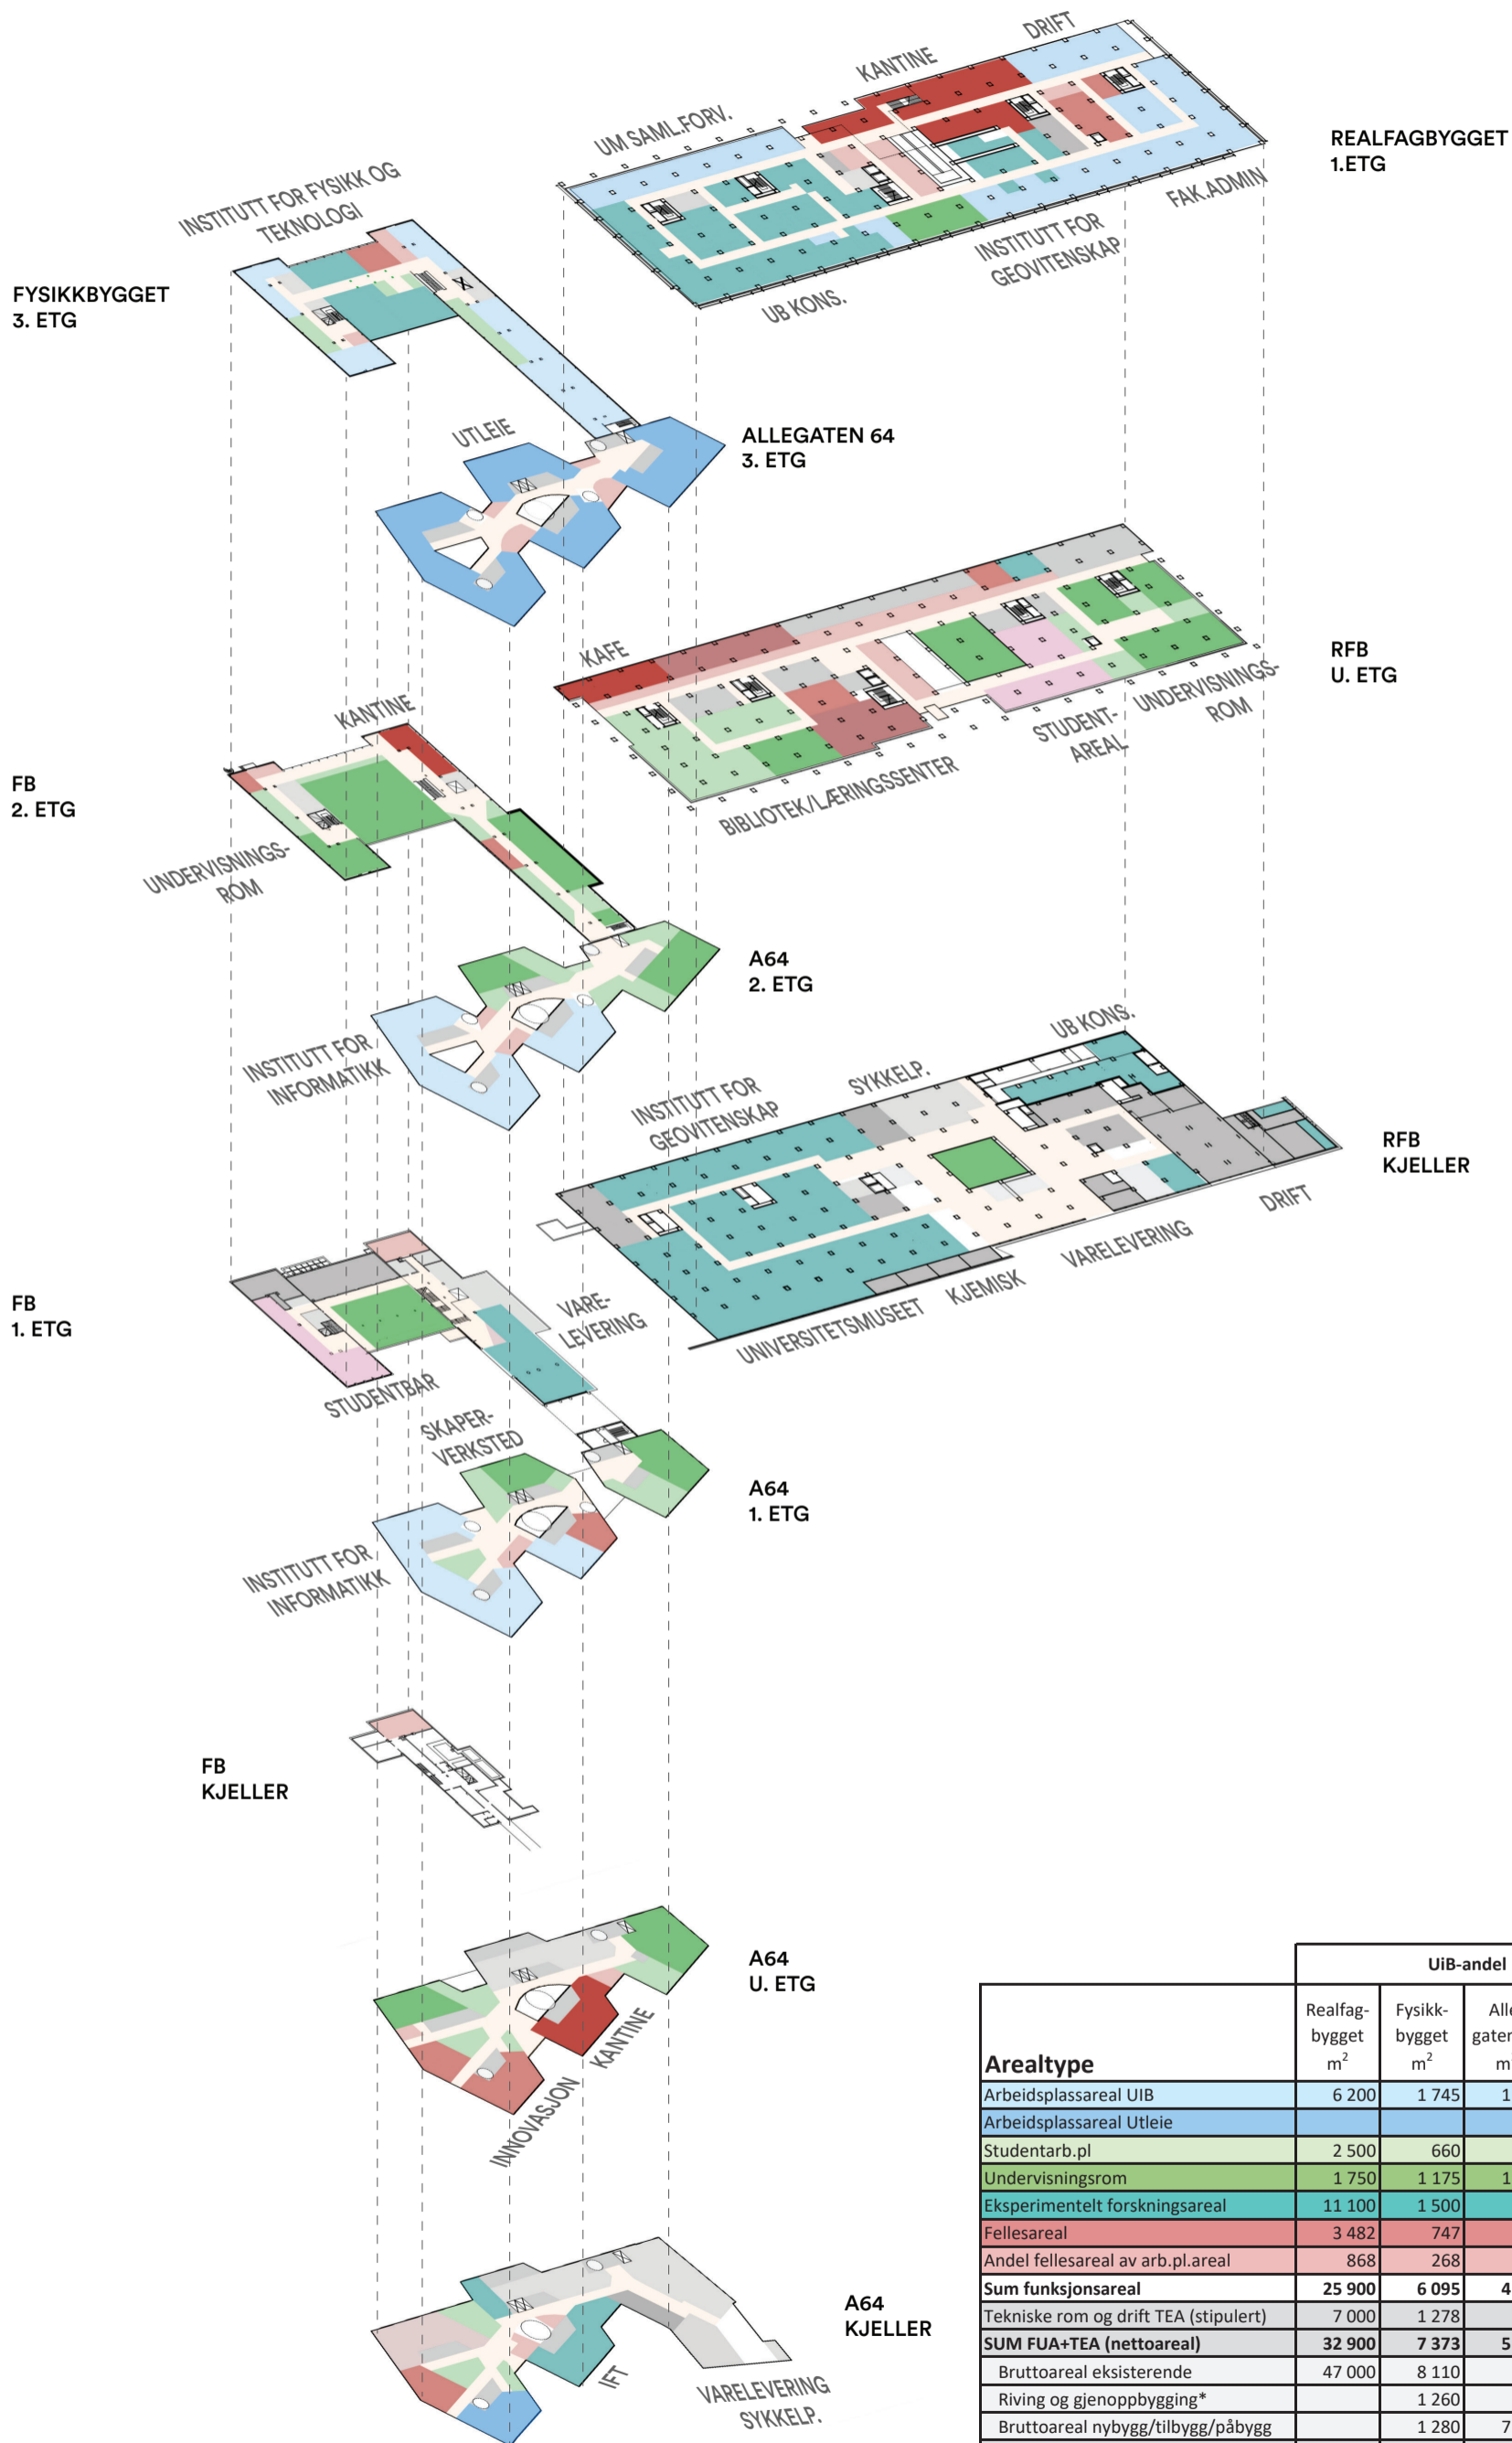 DRIFT
KANTINE
UM SAML.FORV.
REALFAGBYGGET
1.ETG
FAK.ADMIN
INSTITUTT FOR
GEOVITENSKAP
UB KONS.
INSTITUTT FOR FYSIKK OG
TEKNOLOGI
FYSIKKBYGGET
3. ETG
UTLEIE
ALLEGATEN 64
3. ETG
KAFE
RFB
U. ETG
UNDERVISNINGS-
ROM
STUDENT-
AREAL
BIBLIOTEK/LÆRINGSSENTER
KANTINE
FB
2. ETG
UNDERVISNINGS-
ROM
A64
2. ETG
INSTITUTT FOR
INFORMATIKK
UB KONS.
SYKKELP.
INSTITUTT FOR
GEOVITENSKAP
RFB
KJELLER
DRIFT
VARELEVERING
KJEMISK
UNIVERSITETSMUSEET
FB
1. ETG
VARE-
LEVERING
STUDENTBAR
SKAPER-
VERKSTED
A64
1. ETG
INSTITUTT FOR
INFORMATIKK
FB
KJELLER
A64
U. ETG
KANTINE
INNOVASJON
A64
KJELLER
IFT
VARELEVERING
SYKKELP.
UiB-andel
Arealtype Realfag- bygget m² Fysikk- bygget m²
Arbeidsplassareal UIB 6 200 1 745 1
Arbeidsplassareal Utleie
Studentarb.pl 2 500 660
Undervisningsrom 1 750 1 175 1
Eksperimentelt forskningsareal 11 100 1 500
Fellesareal 3 482 747
Andel fellesareal av arb.pl.areal 868 268
Sum funksjonsareal 25 900 6 095 4
Tekniske rom og drift TEA (stipulert) 7 000 1 278
SUM FUA+TEA (nettoareal) 32 900 7 373 5
Bruttoareal eksisterende 47 000 8 110
Riving og gjenoppbygging* 1 260
Bruttoareal nybygg/tilbygg/påbygg 1 280 7